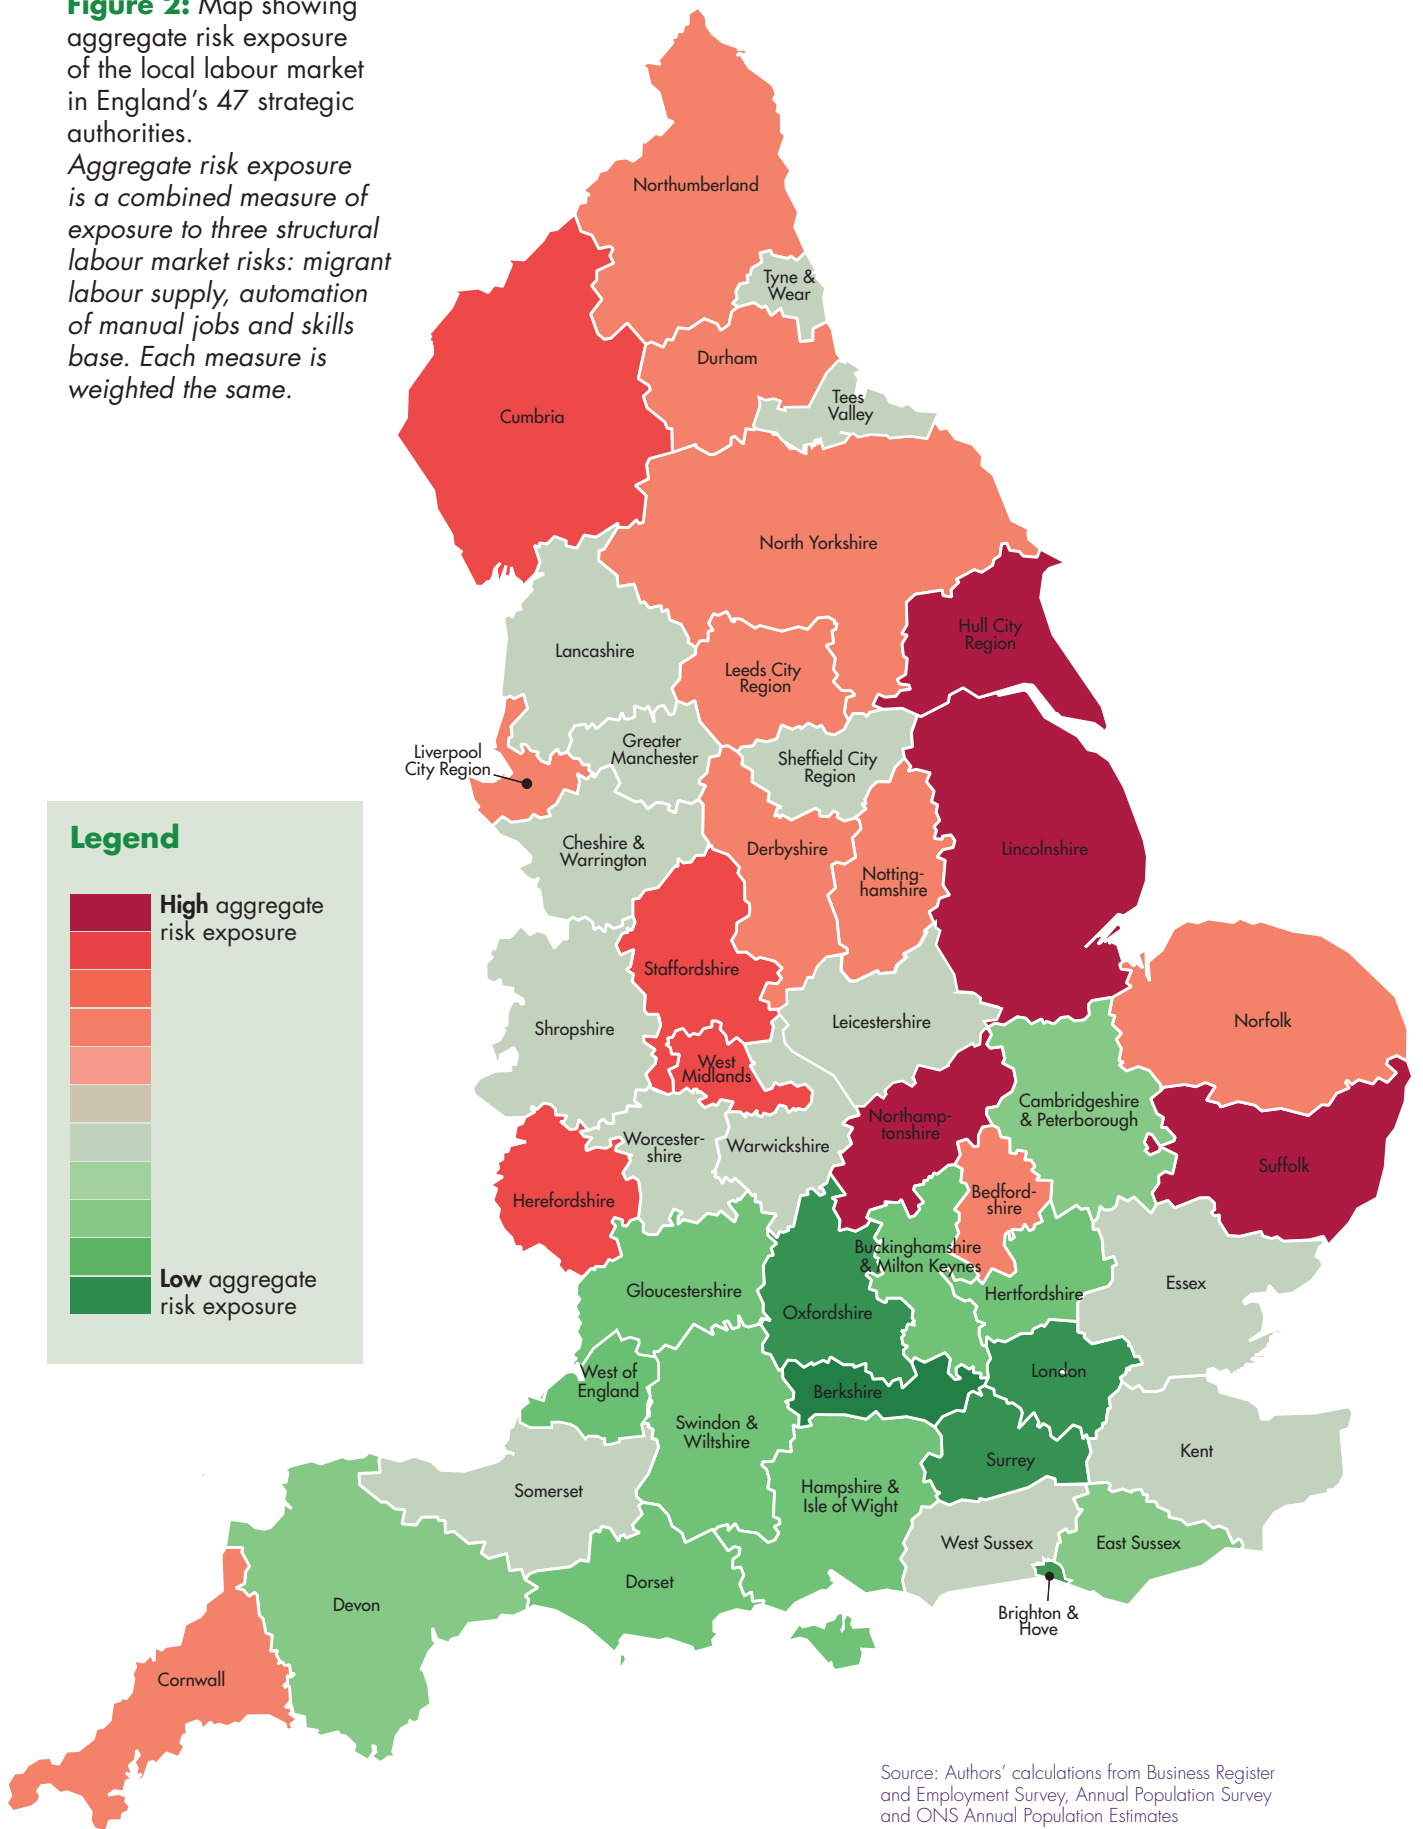 Figure 2: Map showing
aggregate risk exposure
of the local labour market
in England's 47 strategic
authorities.
Aggregate risk exposure
is a combined measure of
exposure to three structural
labour market risks: migrant
labour supply, automation
of manual jobs and skills
base. Each measure is
weighted the same.
Northumberland
Tyne &
Wear
Durham
Tees
Valley
Cumbria
North Yorkshire
Hull City
Region
Lancashire
Leeds City
Region
Liverpool
City Region
Greater
Manchester
Sheffield City
Region
Cheshire &
Warrington
Derbyshire
Notting-
hamshire
Lincolnshire
Legend
High aggregate
risk exposure
Low aggregate
risk exposure
Staffordshire
Shropshire
Leicestershire
Norfolk
West
Midlands
Northamp-
tonshire
Cambridgeshire
& Peterborough
Worcester-
shire
Warwickshire
Suffolk
Herefordshire
Bedford-
shire
Buckinghamshire
& Milton Keynes
Gloucestershire
Oxfordshire
Hertfordshire
Essex
West of
England
Berkshire
London
Swindon &
Wiltshire
Surrey
Kent
Somerset
Hampshire &
Isle of Wight
West Sussex
East Sussex
Dorset
Devon
Brighton &
Hove
Cornwall
Source: Authors' calculations from Business Register
and Employment Survey, Annual Population Survey
and ONS Annual Population Estimates